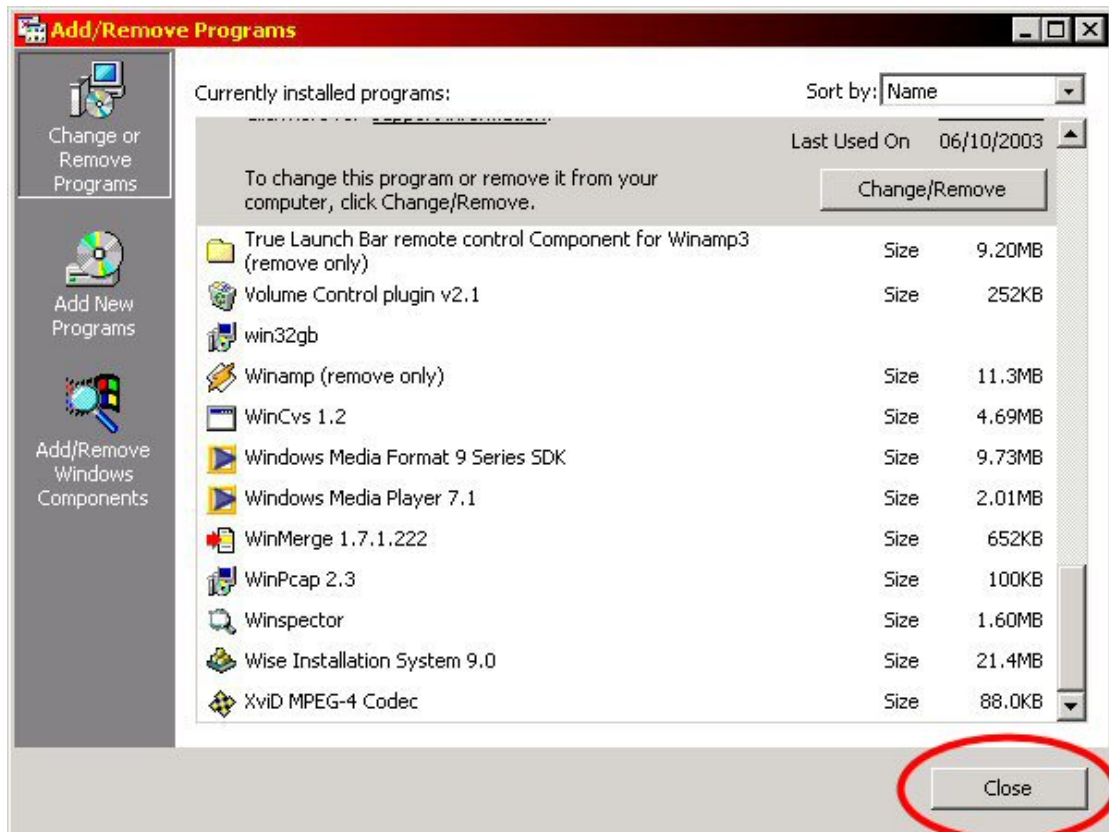 Add/Remove Programs
Change or
Remove
Programs
Add New
Programs
Add/Remove
Windows
Components
Currently installed programs:
Sort by: Name
Last Used On 06/10/2003
To change this program or remove it from your
computer, click Change/Remove.
Change/Remove
True Launch Bar remote control Component for Winamp3
(remove only)
Size 9.20MB
Volume Control plugin v2.1 Size 252KB
win32gb
Winamp (remove only) Size 11.3MB
WinCvs 1.2 Size 4.69MB
Windows Media Format 9 Series SDK Size 9.73MB
Windows Media Player 7.1 Size 2.01MB
WinMerge 1.7.1.222 Size 652KB
WinPcap 2.3 Size 100KB
Winspector Size 1.60MB
Wise Installation System 9.0 Size 21.4MB
XviD MPEG-4 Codec Size 88.0KB
Close